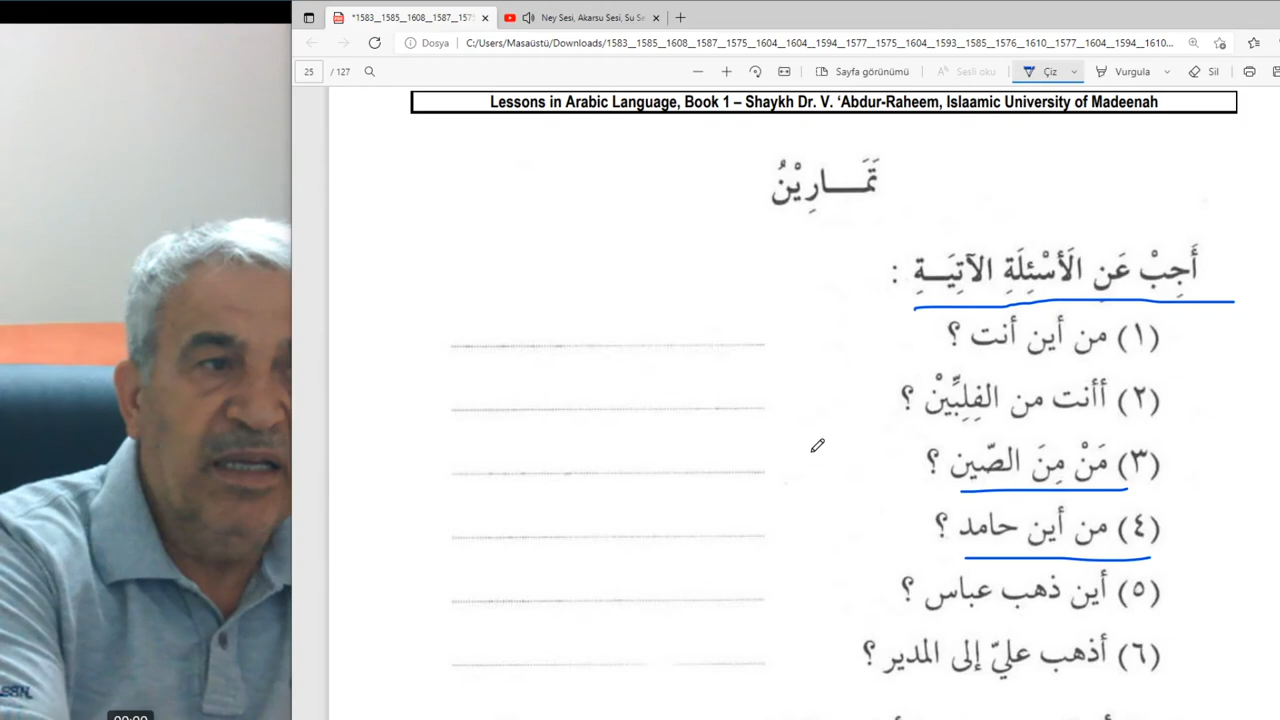 *1583__1585__1608__1587__157
Ney Sesi, Akarsu Sesi, Su Se
Dosya C:/Users/Masaüstü/Downloads/1583__1585__1608__1587__1575__1604__1604__1594__1577__1575__1604__1593__1585__1576__1610__1577__1604__1594__1610...
25 / 127 Sayfa görünümü Sesli oku Çiz Vurgula Sil
Lessons in Arabic Language, Book 1 – Shaykh Dr. V. ‘Abdur-Raheem, Islaamic University of Madeenah
تَمَـــارِيْنُ
أَجِبْ عَنِ الَأسْئِلَةِ الآتِيَــةِ :
(١) من أين أنت ؟
(٢) أأنت من الفِلِبِّيْنْ ؟
(٣) مَنْ مِنَ الصّين ؟
(٤) من أين حامد ؟
(٥) أين ذهب عباس ؟
(٦) أذهب عليّ إلى المدير ؟